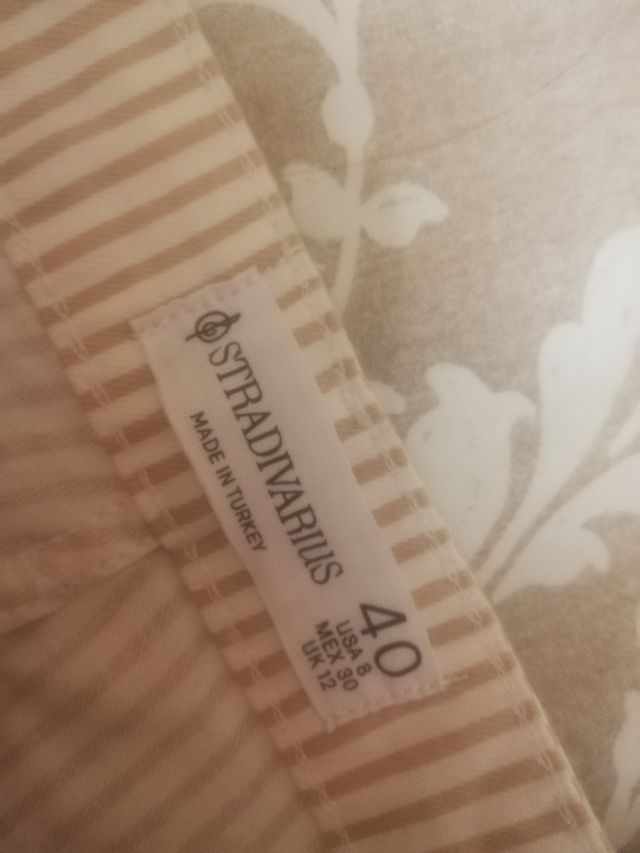 STRADIVARIUS
MADE IN TURKEY
40
USA 8
MEX 30
UK 12